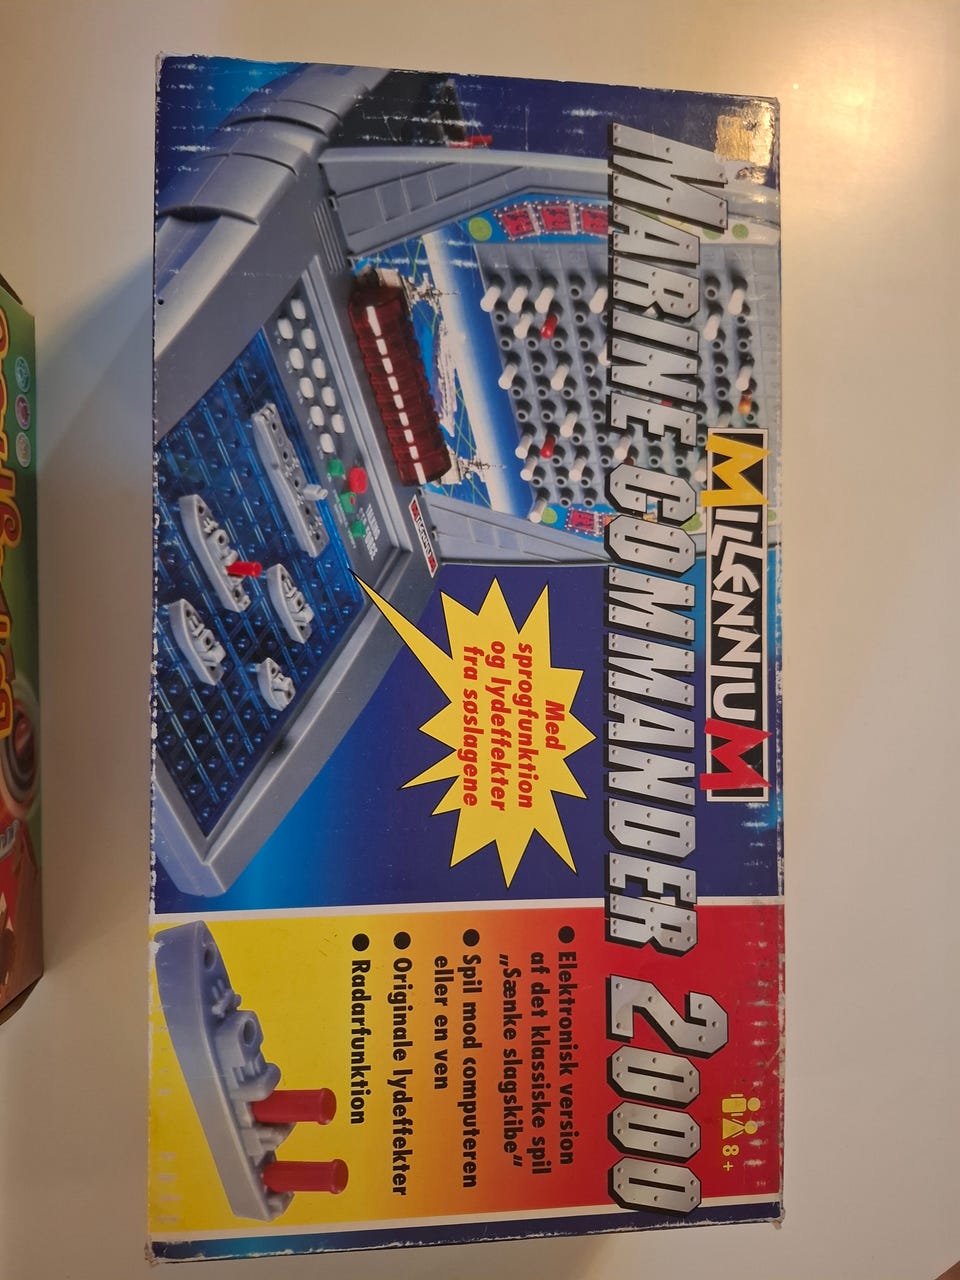 MILLENNIUM
MARINE COMMANDER 2000
8+
Med
sprogfunktion
og lydeffekter
fra søslagene
● Elektronisk version
af det klassiske spil
„Sænke slagskibe"
● Spil mod computeren
eller en ven
● Originale lydeffekter
● Radarfunktion